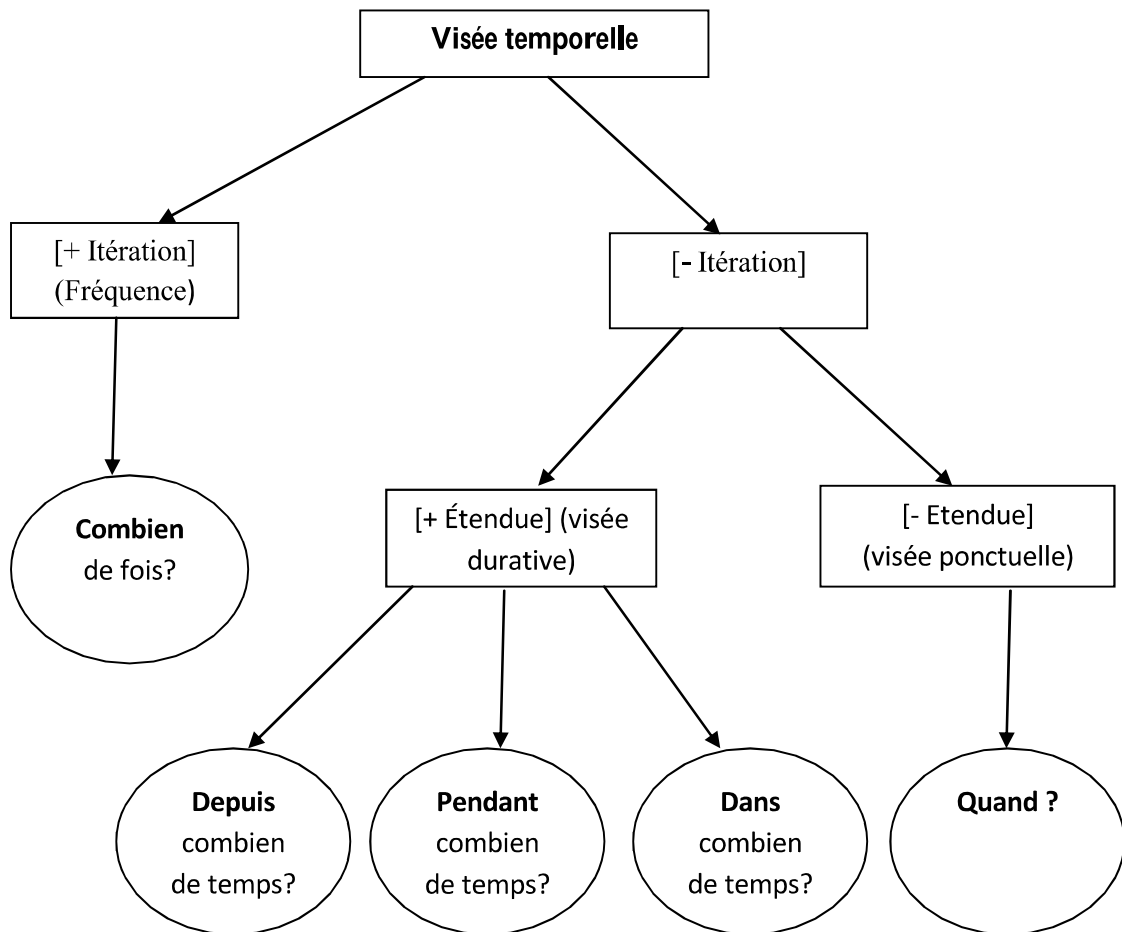 Visée temporelle
[+ Itération]
(Fréquence)
[- Itération]
Combien
de fois?
[+ Étendue] (visée
durative)
[- Etendue]
(visée ponctuelle)
Depuis
combien
de temps?
Pendant
combien
de temps?
Dans
combien
de temps?
Quand ?